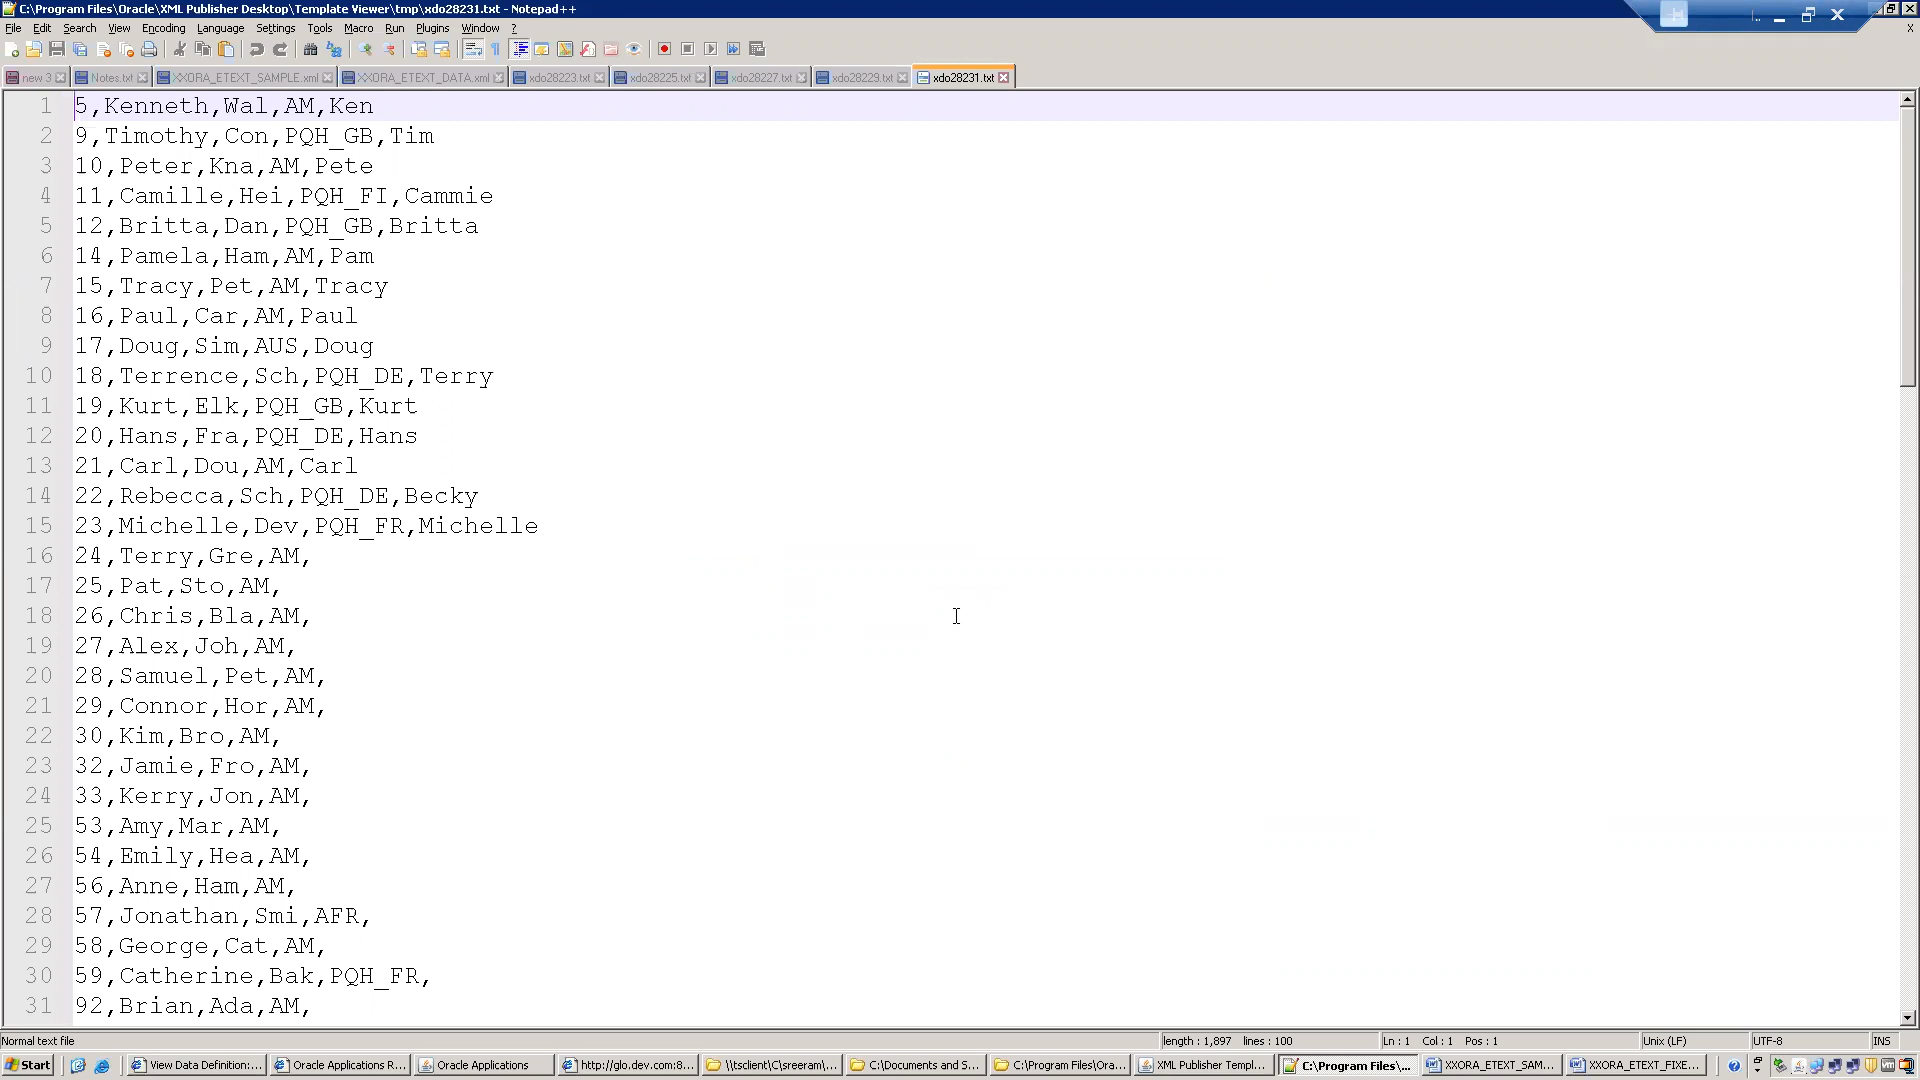 C:\Program Files\Oracle\XML Publisher Desktop\Template Viewer\tmp\xdo28231.txt - Notepad++
File Edit Search View Encoding Language Settings Tools Macro Run Plugins Window ?
new 3 Notes.txt XXORA_ETEXT_SAMPLE.xml XXORA_ETEXT_DATA.xml xdo28223.txt xdo28225.txt xdo28227.txt xdo28229.txt xdo28231.txt
1 5,Kenneth,Wal,AM,Ken
2 9,Timothy,Con,PQH_GB,Tim
3 10,Peter,Kna,AM,Pete
4 11,Camille,Hei,PQH_FI,Cammie
5 12,Britta,Dan,PQH_GB,Britta
6 14,Pamela,Ham,AM,Pam
7 15,Tracy,Pet,AM,Tracy
8 16,Paul,Car,AM,Paul
9 17,Doug,Sim,AUS,Doug
10 18,Terrence,Sch,PQH_DE,Terry
11 19,Kurt,Elk,PQH_GB,Kurt
12 20,Hans,Fra,PQH_DE,Hans
13 21,Carl,Dou,AM,Carl
14 22,Rebecca,Sch,PQH_DE,Becky
15 23,Michelle,Dev,PQH_FR,Michelle
16 24,Terry,Gre,AM,
17 25,Pat,Sto,AM,
18 26,Chris,Bla,AM,
19 27,Alex,Joh,AM,
20 28,Samuel,Pet,AM,
21 29,Connor,Hor,AM,
22 30,Kim,Bro,AM,
23 32,Jamie,Fro,AM,
24 33,Kerry,Jon,AM,
25 53,Amy,Mar,AM,
26 54,Emily,Hea,AM,
27 56,Anne,Ham,AM,
28 57,Jonathan,Smi,AFR,
29 58,George,Cat,AM,
30 59,Catherine,Bak,PQH_FR,
31 92,Brian,Ada,AM,
Normal text file length : 1,897 lines : 100 Ln : 1 Col : 1 Pos : 1 Unix (LF) UTF-8 INS
Start View Data Definition:... Oracle Applications R... Oracle Applications http://glo.dev.com:8... \\tsclient\C\sreeram\... C:\Documents and S... C:\Program Files\Ora... XML Publisher Templ... C:\Program Files\... XXORA_ETEXT_SAM... XXORA_ETEXT_FIXE...